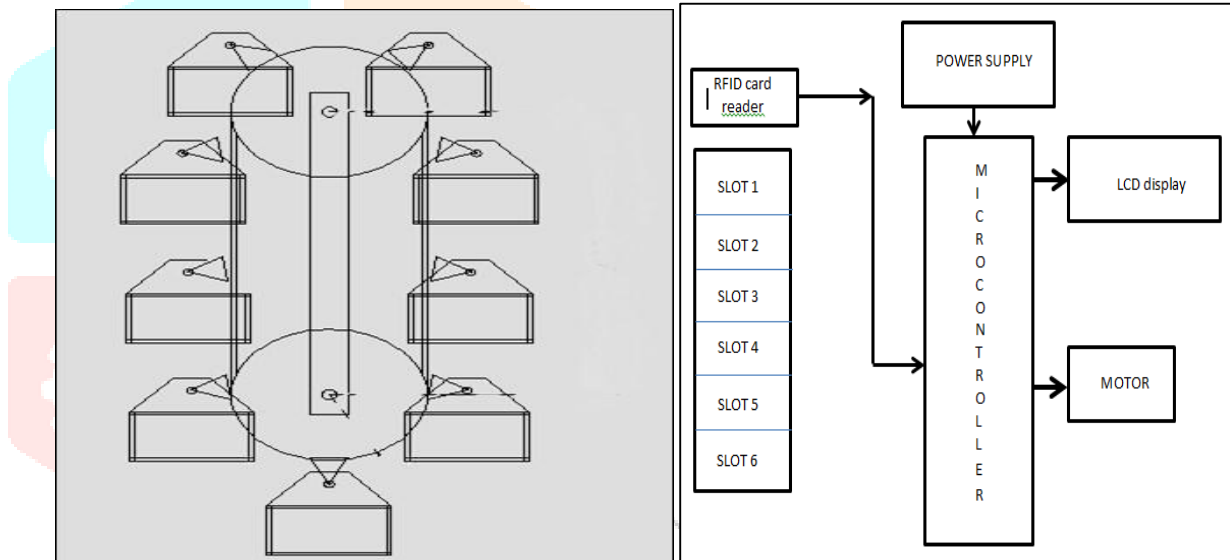 POWER SUPPLY
RFID card
reader
SLOT 1
SLOT 2
SLOT 3
SLOT 4
SLOT 5
SLOT 6
M
I
C
R
O
C
O
N
T
R
O
L
L
E
R
LCD display
MOTOR